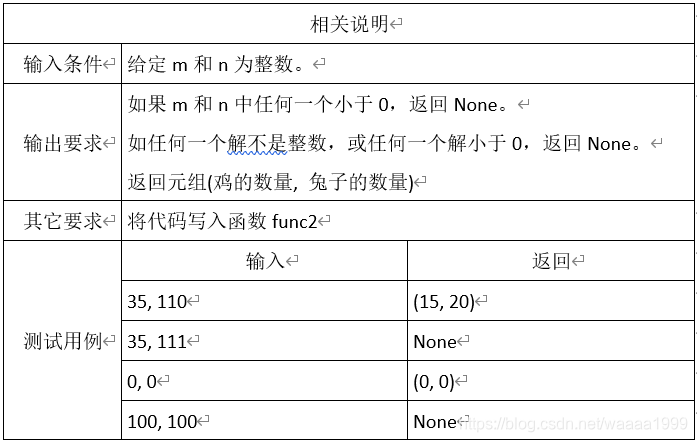 相关说明
输入条件 给定 m 和 n 为整数。
如果 m 和 n 中任何一个小于 0，返回 None。
输出要求 如任何一个解不是整数，或任何一个解小于 0，返回 None。
返回元组(鸡的数量, 兔子的数量)
其它要求 将代码写入函数 func2
测试用例
输入 返回
35, 110 (15, 20)
35, 111 None
0, 0 (0, 0)
100, 100 None
https://blog.csdn.net/waaaa1999